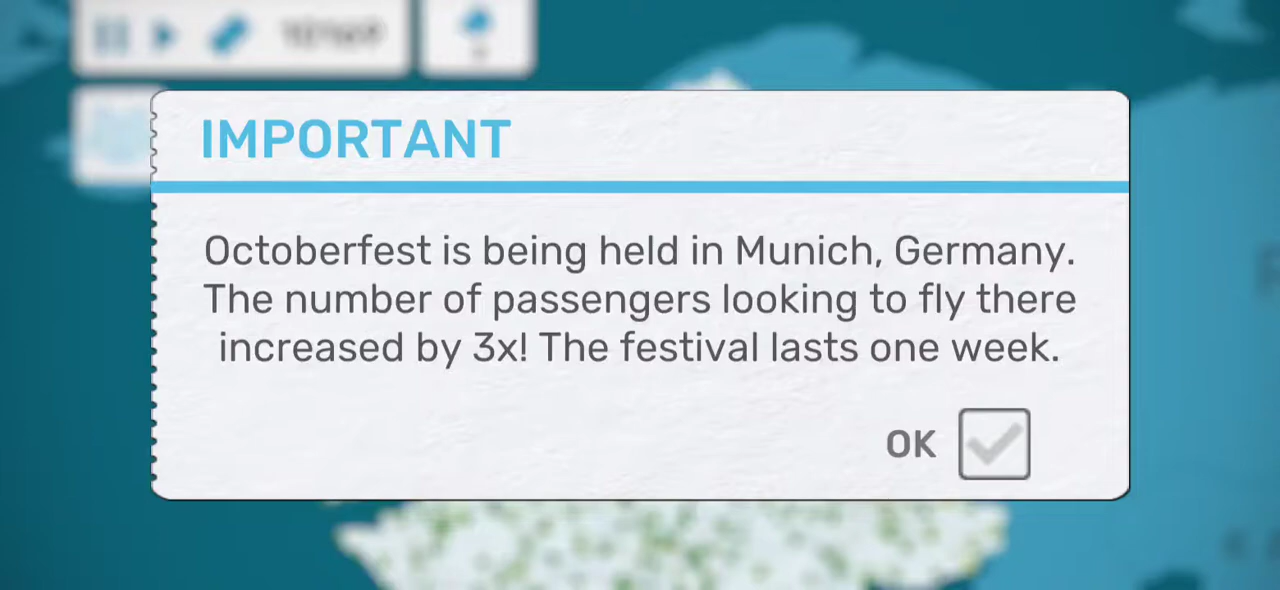 IMPORTANT
Octoberfest is being held in Munich, Germany.
The number of passengers looking to fly there
increased by 3x! The festival lasts one week.
OK